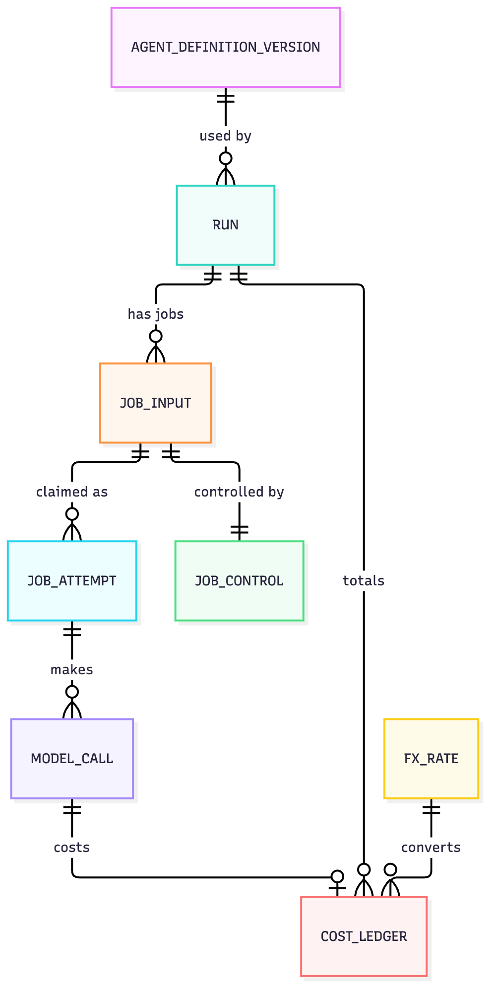 AGENT_DEFINITION_VERSION
used by
RUN
has jobs
JOB_INPUT
claimed as
controlled by
JOB_ATTEMPT
JOB_CONTROL
totals
makes
MODEL_CALL
FX_RATE
costs
converts
COST_LEDGER